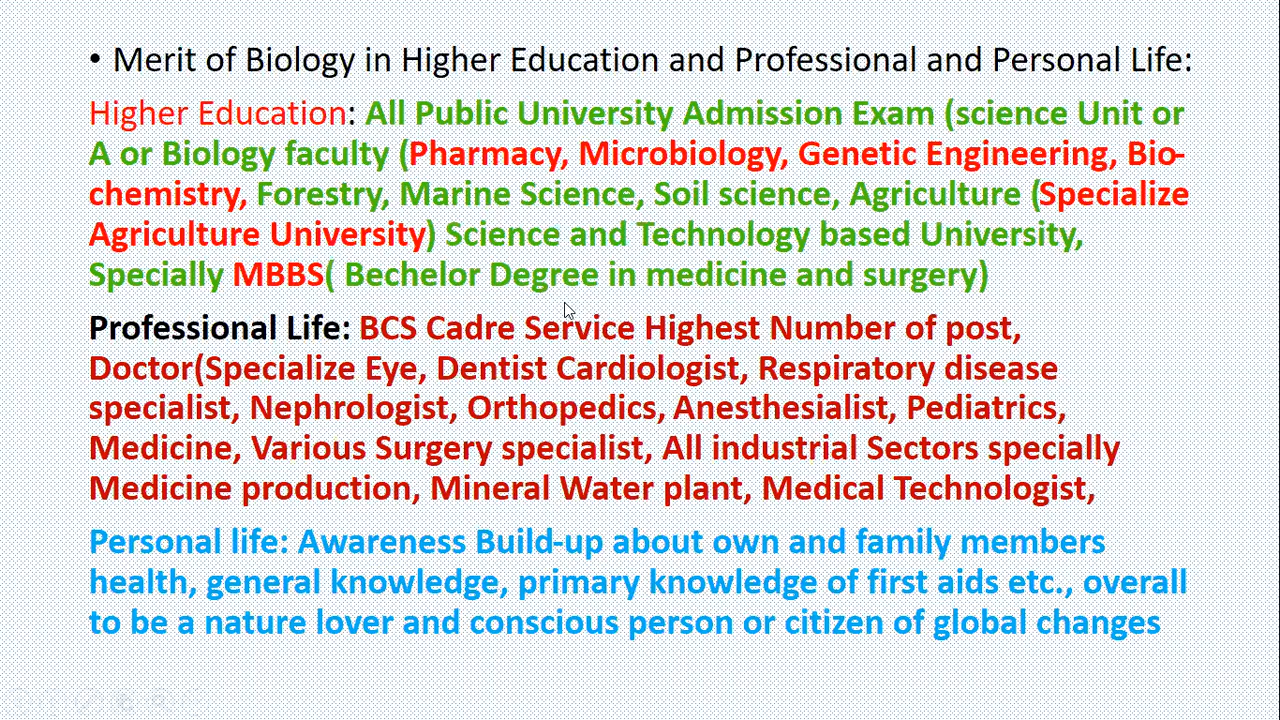 • Merit of Biology in Higher Education and Professional and Personal Life:
Higher Education: All Public University Admission Exam (science Unit or
A or Biology faculty (Pharmacy, Microbiology, Genetic Engineering, Bio-
chemistry, Forestry, Marine Science, Soil science, Agriculture (Specialize
Agriculture University) Science and Technology based University,
Specially MBBS( Bechelor Degree in medicine and surgery)
Professional Life: BCS Cadre Service Highest Number of post,
Doctor(Specialize Eye, Dentist Cardiologist, Respiratory disease
specialist, Nephrologist, Orthopedics, Anesthesialist, Pediatrics,
Medicine, Various Surgery specialist, All industrial Sectors specially
Medicine production, Mineral Water plant, Medical Technologist,
Personal life: Awareness Build-up about own and family members
health, general knowledge, primary knowledge of first aids etc., overall
to be a nature lover and conscious person or citizen of global changes